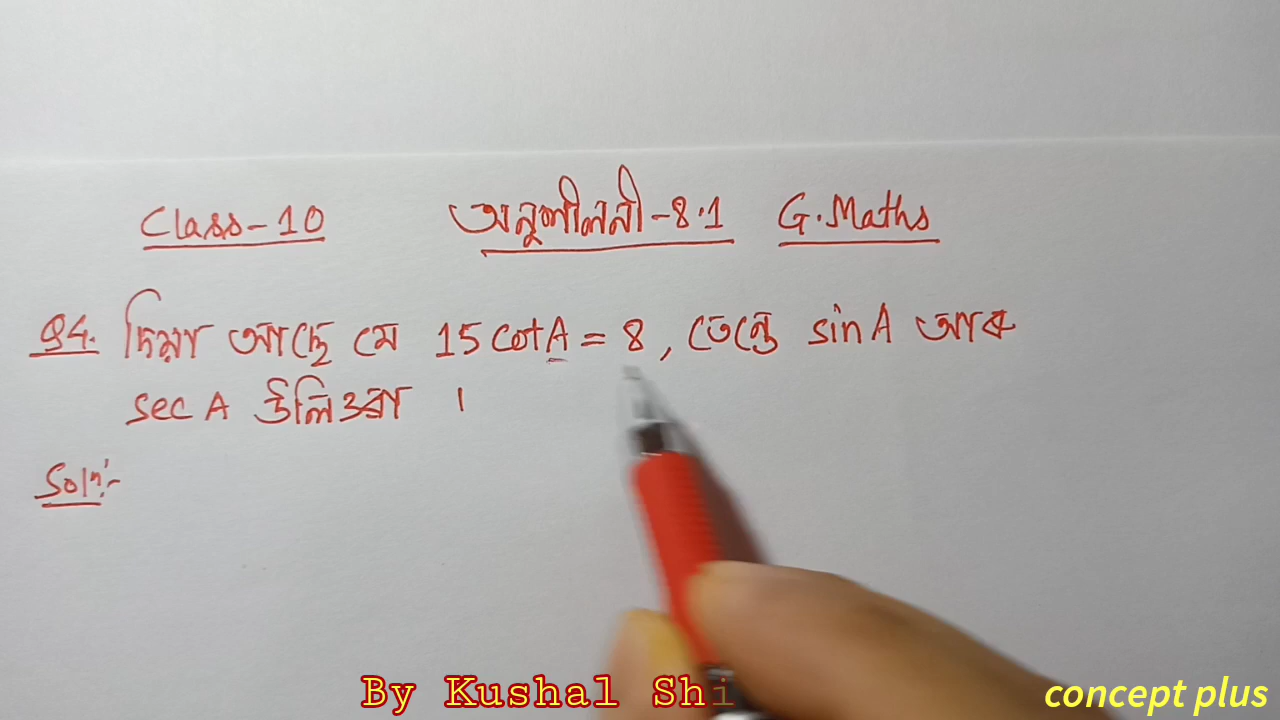 Class-10 অনুশীলনী-8.1 G.Maths
Q4. দিয়া আছে যে 15 cot A = 8, তেন্তে sin A আৰু
sec A উলিওৱা ।
Soln:-
By Kushal Shi
concept plus